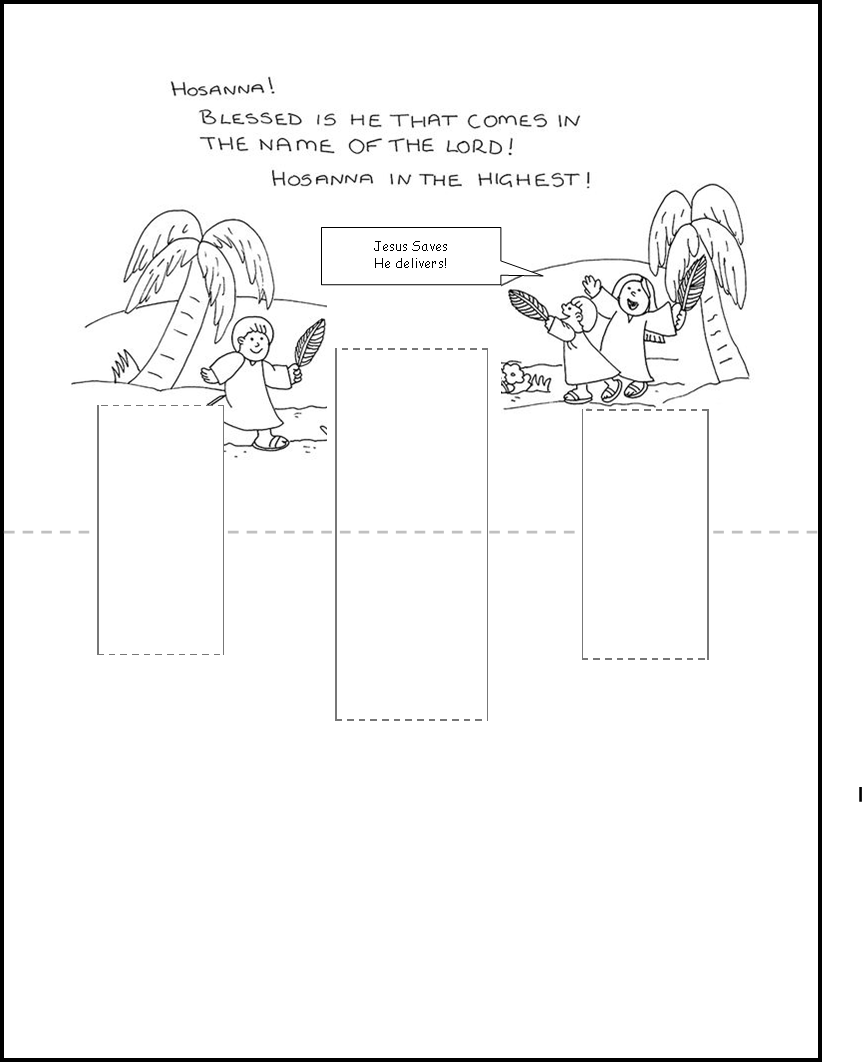 HOSANNA!
BLESSED IS HE THAT COMES IN
THE NAME OF THE LORD!
HOSANNA IN THE HIGHEST!
Jesus Saves
He delivers!